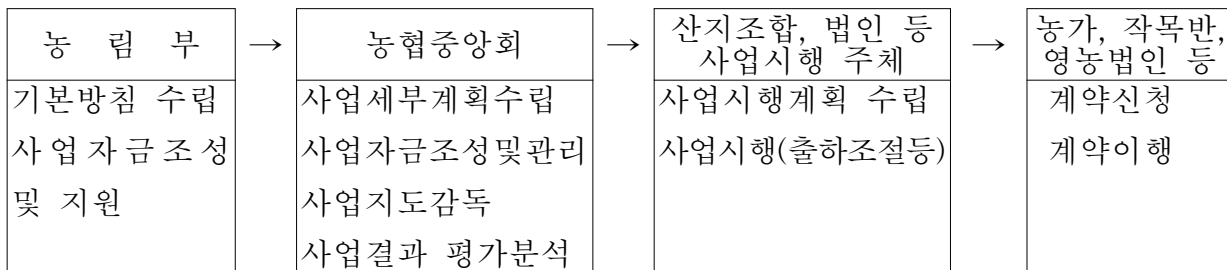 농 림 부
→
농협중앙회
→
산지조합, 법인 등
사업시행 주체
→
농가, 작목반,
영농법인 등
기본방침 수립
사업자금조성
및 지원
사업세부계획수립
사업자금조성및관리
사업지도감독
사업결과 평가분석
사업시행계획 수립
사업시행(출하조절등)
계약신청
계약이행